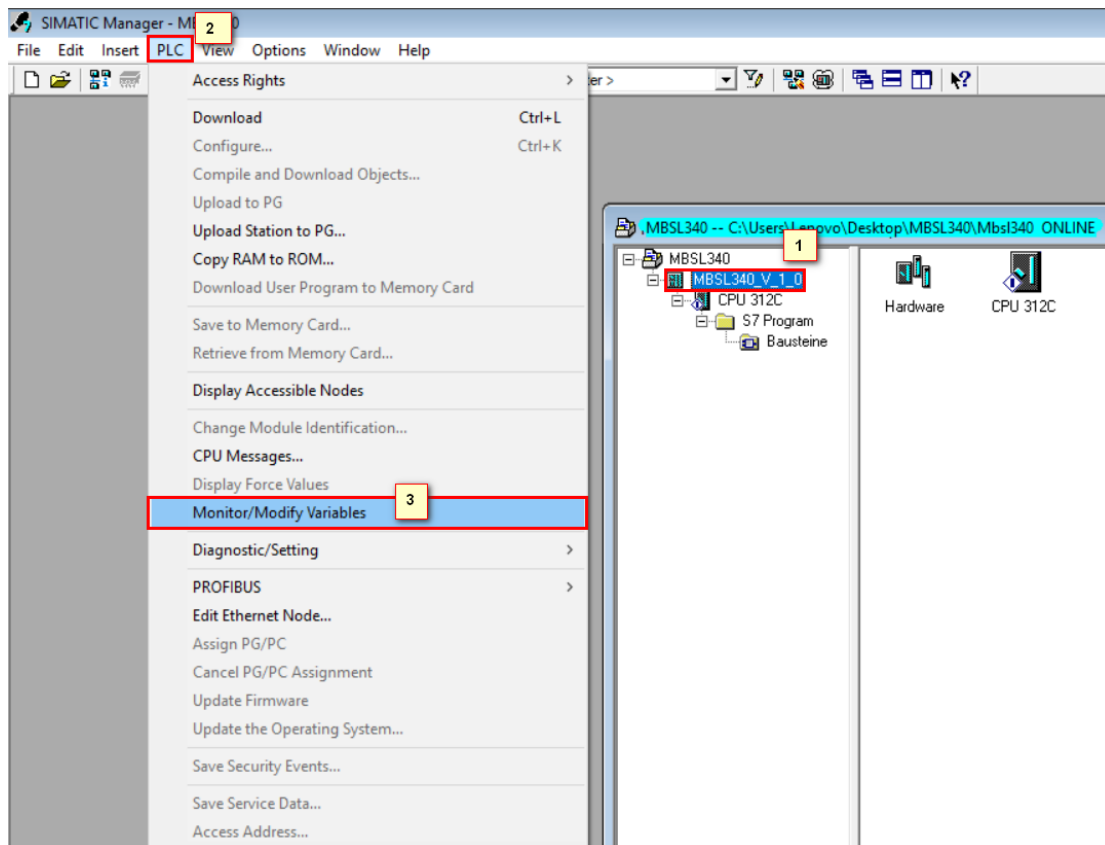 SIMATIC Manager - MBSL340
2
File Edit Insert PLC View Options Window Help
Access Rights >
Download Ctrl+L
Configure... Ctrl+K
Compile and Download Objects...
Upload to PG
Upload Station to PG...
Copy RAM to ROM...
Download User Program to Memory Card
Save to Memory Card...
Retrieve from Memory Card...
Display Accessible Nodes
Change Module Identification...
CPU Messages...
Display Force Values
Monitor/Modify Variables
3
Diagnostic/Setting >
PROFIBUS >
Edit Ethernet Node...
Assign PG/PC
Cancel PG/PC Assignment
Update Firmware
Update the Operating System...
Save Security Events...
Save Service Data...
Access Address...
MBSL340 -- C:\Users\Lenovo\Desktop\MBSL340\Mbsl340 ONLINE
1
MBSL340
MBSL340_V_1_0
CPU 312C
S7 Program
Bausteine
Hardware CPU 312C